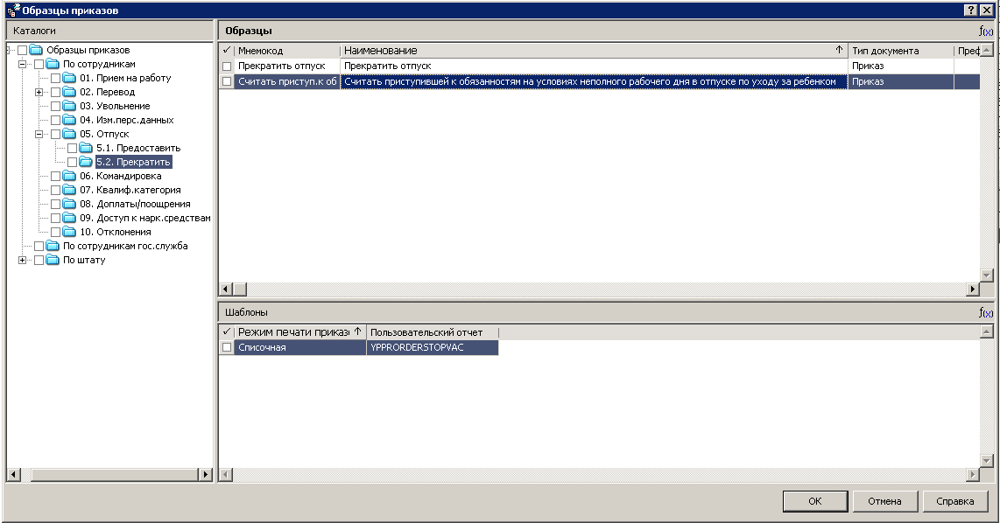 Образцы приказов
Каталоги
Образцы приказов
По сотрудникам
01. Прием на работу
02. Перевод
03. Увольнение
04. Изм.перс.данных
05. Отпуск
5.1. Предоставить
5.2. Прекратить
06. Командировка
07. Квалиф.категория
08. Доплаты/поощрения
09. Доступ к нарк.средствам
10. Отклонения
По сотрудникам гос.служба
По штату
Образцы f(x)
Мнемокод Наименование Тип документа Преф
Прекратить отпуск Прекратить отпуск Приказ
Считать приступ.к об Считать приступившей к обязанностям на условиях неполного рабочего дня в отпуске по уходу за ребенком Приказ
Шаблоны f(x)
Режим печати приказ Пользовательский отчет
Списочная YPPRORDERSTOPVAC
OK Отмена Справка